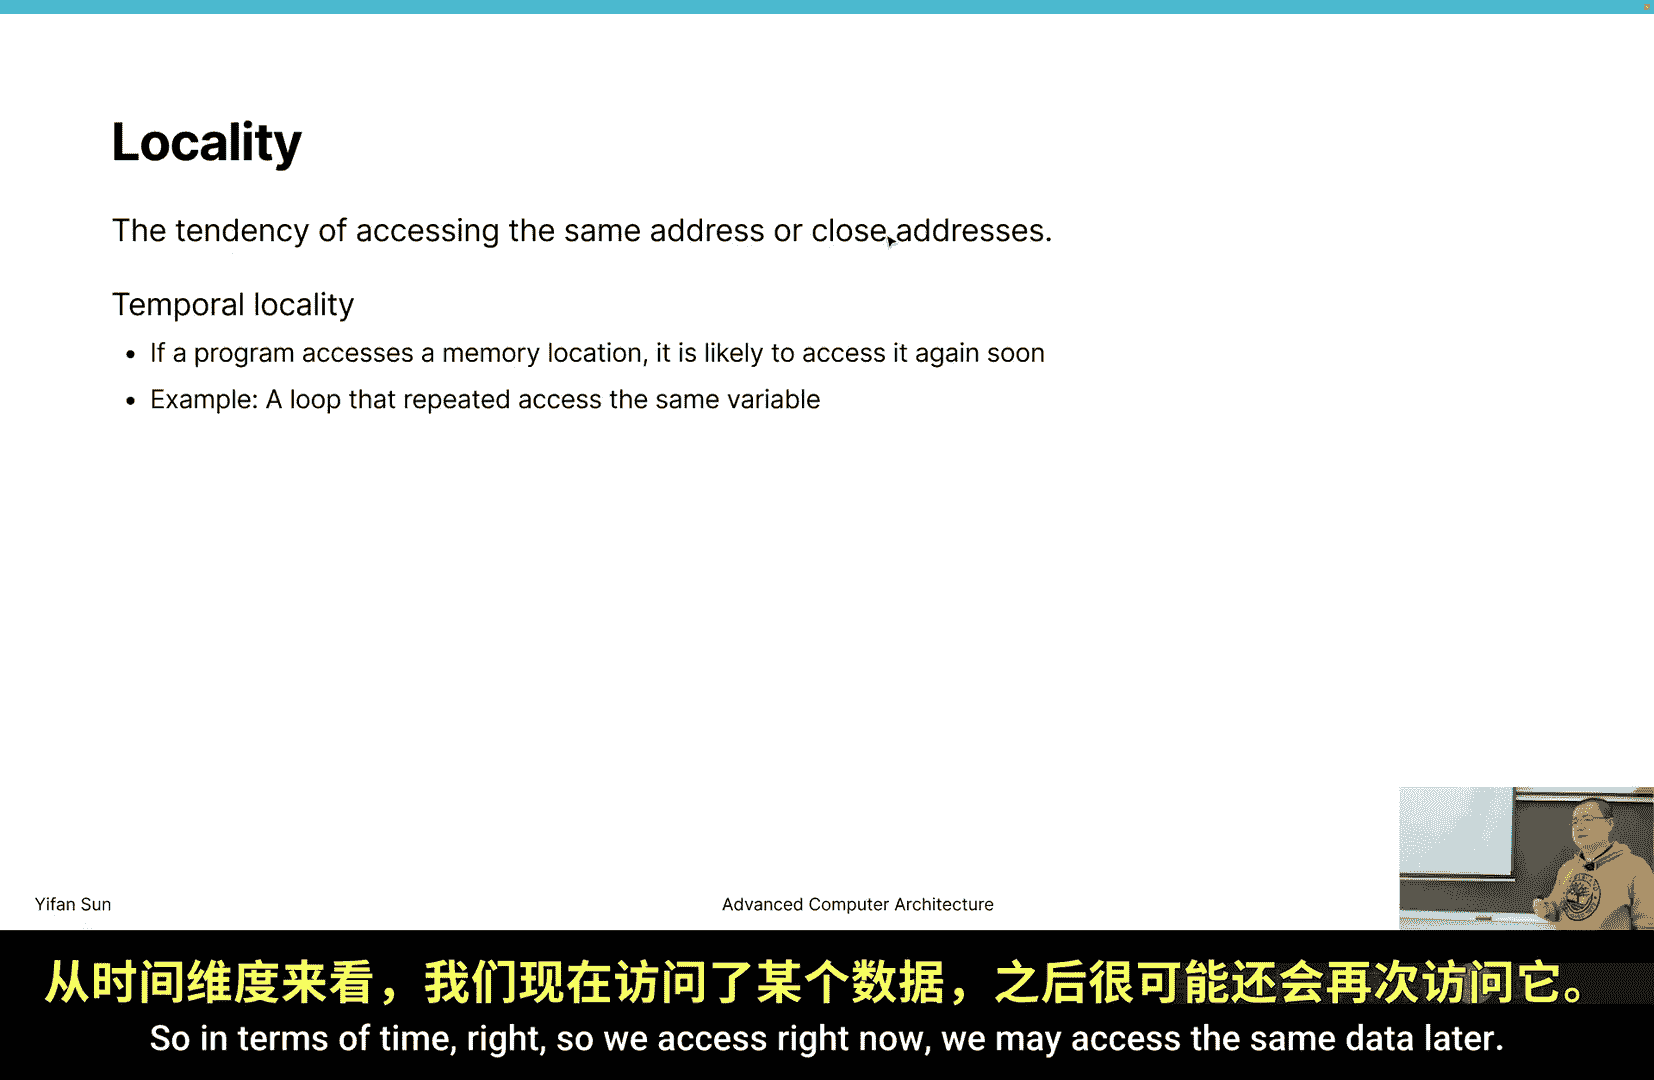 Locality
The tendency of accessing the same address or close addresses.
Temporal locality
• If a program accesses a memory location, it is likely to access it again soon
• Example: A loop that repeated access the same variable
Yifan Sun
Advanced Computer Architecture
从时间维度来看，我们现在访问了某个数据，之后很可能还会再次访问它。
So in terms of time, right, so we access right now, we may access the same data later.